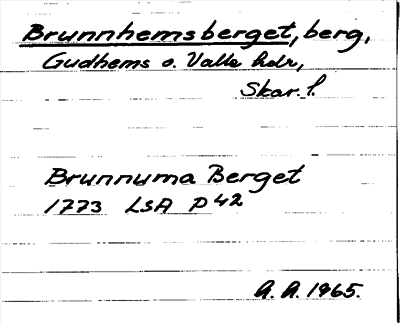 Brunnhemsberget, berg,
Gudhems o. Valle hdr,
Skar. l.
Brunnuma Berget
1773 LSA P 42
A. A. 1965.